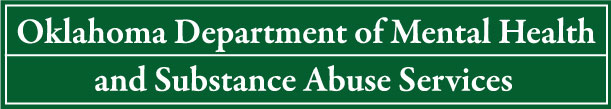 Oklahoma Department of Mental Health
and Substance Abuse Services